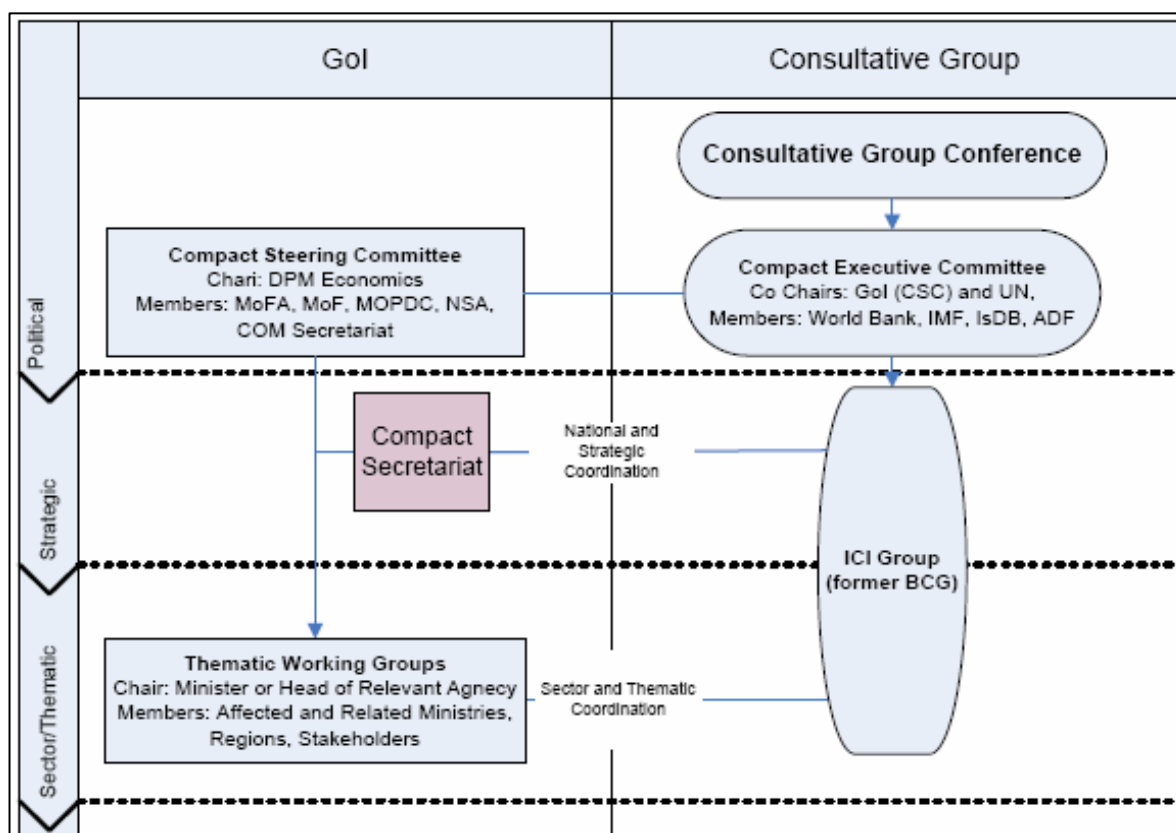 GoI
Consultative Group
Consultative Group Conference
Compact Steering Committee
Chari: DPM Economics
Members: MoFA, MoF, MOPDC, NSA,
COM Secretariat
Compact Executive Committee
Co Chairs: GoI (CSC) and UN,
Members: World Bank, IMF, IsDB, ADF
Political
Compact
Secretariat
National and
Strategic
Coordination
Strategic
ICI Group
(former BCG)
Thematic Working Groups
Chair: Minister or Head of Relevant Agnecy
Members: Affected and Related Ministries,
Regions, Stakeholders
Sector and Thematic
Coordination
Sector/Thematic